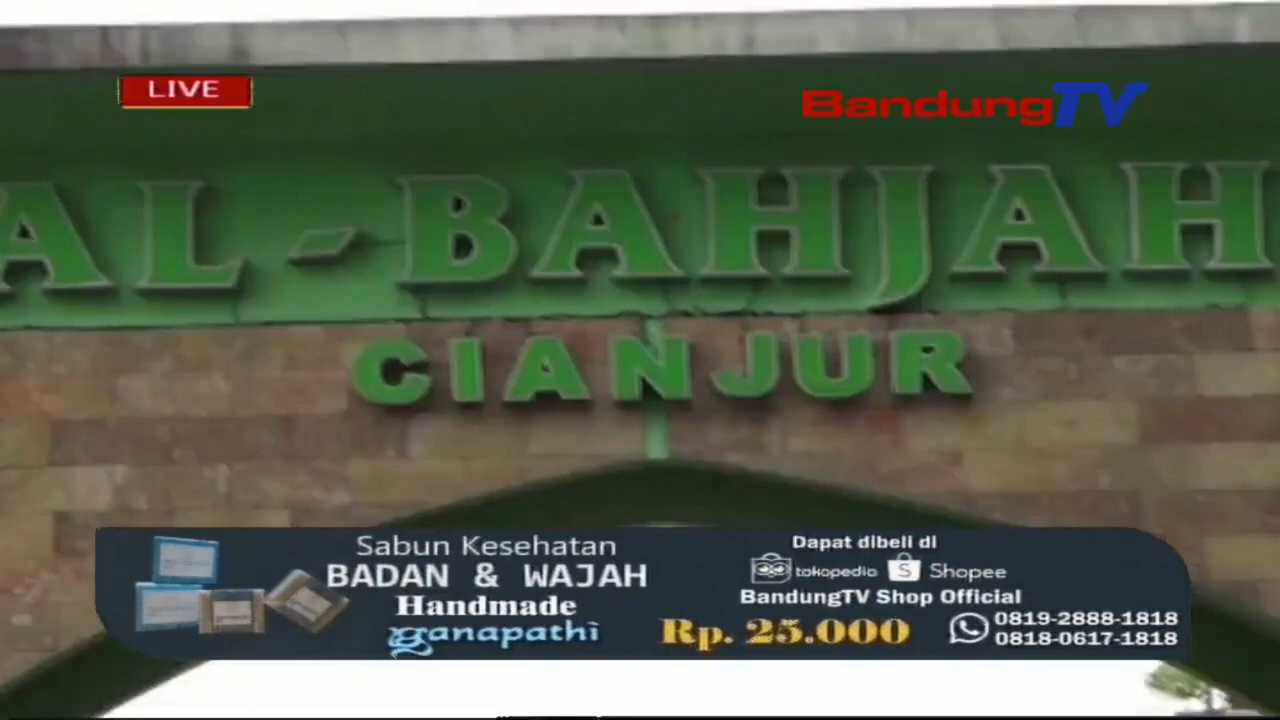 LIVE
BandungTV
AL-BAHJAH
CIANJUR
Sabun Kesehatan
BADAN & WAJAH
Handmade
ganapathi
Rp. 25.000
Dapat dibeli di
tokopedia Shopee
BandungTV Shop Official
0819-2888-1818
0818-0617-1818